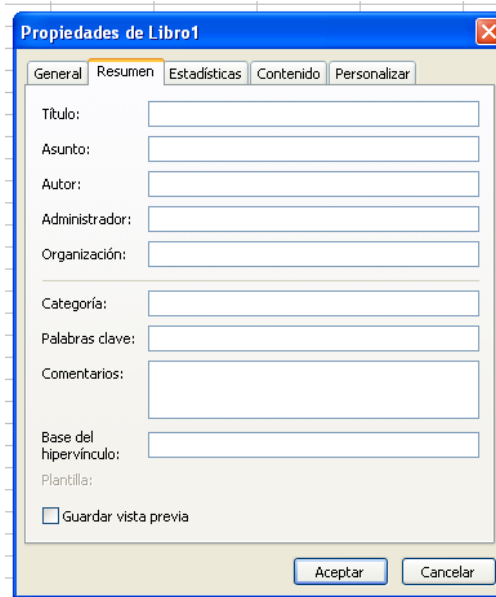 Propiedades de Libro1
General Resumen Estadísticas Contenido Personalizar
Título:
Asunto:
Autor:
Administrador:
Organización:
Categoría:
Palabras clave:
Comentarios:
Base del
hipervínculo:
Plantilla:
Guardar vista previa
Aceptar Cancelar